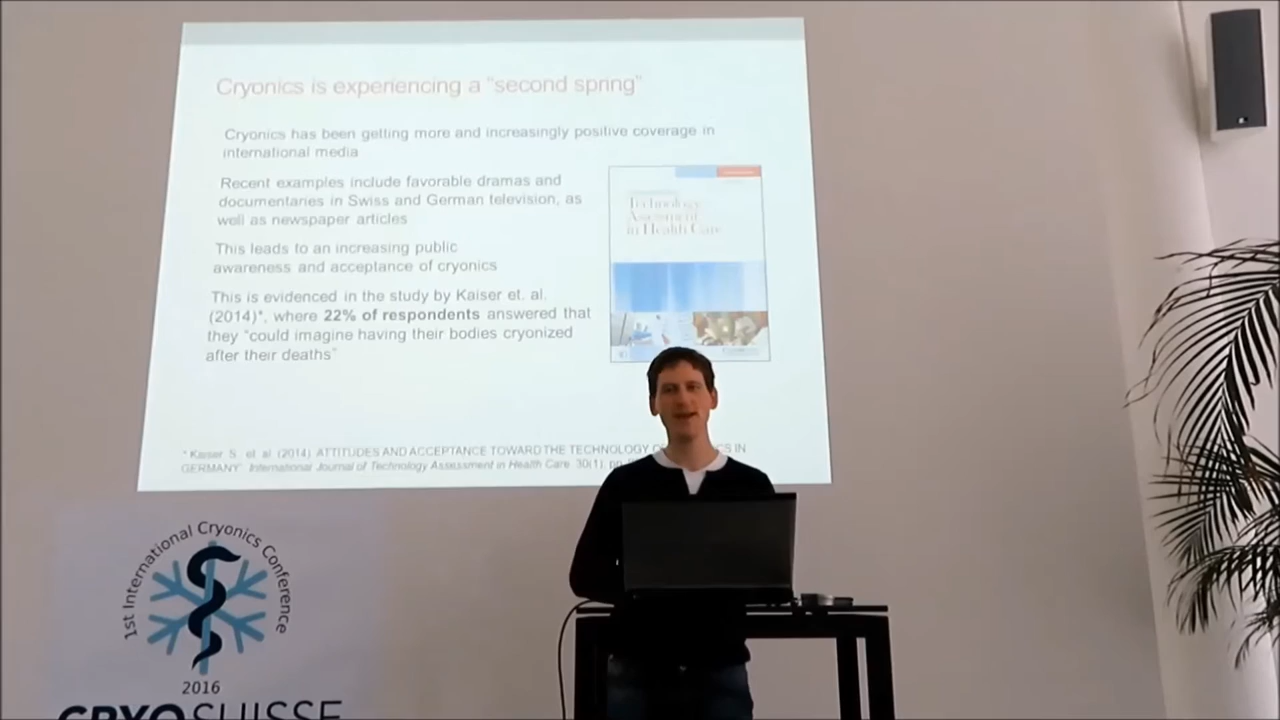 Cryonics is experiencing a "second spring"
Cryonics has been getting more and increasingly positive coverage in
international media
Recent examples include favorable dramas and
documentaries in Swiss and German television, as
well as newspaper articles
This leads to an increasing public
awareness and acceptance of cryonics
This is evidenced in the study by Kaiser et. al.
(2014)*, where 22% of respondents answered that
they "could imagine having their bodies cryonized
after their deaths"
Technology
Assessment
in Health Care
* Kaiser S. et. al (2014). ATTITUDES AND ACCEPTANCE TOWARD THE TECHNOLOGY IN
GERMANY". International Journal of Technology Assessment in Health Care. 30(1), pp.
1st International Cryonics Conference
2016
CRYOSUISSE